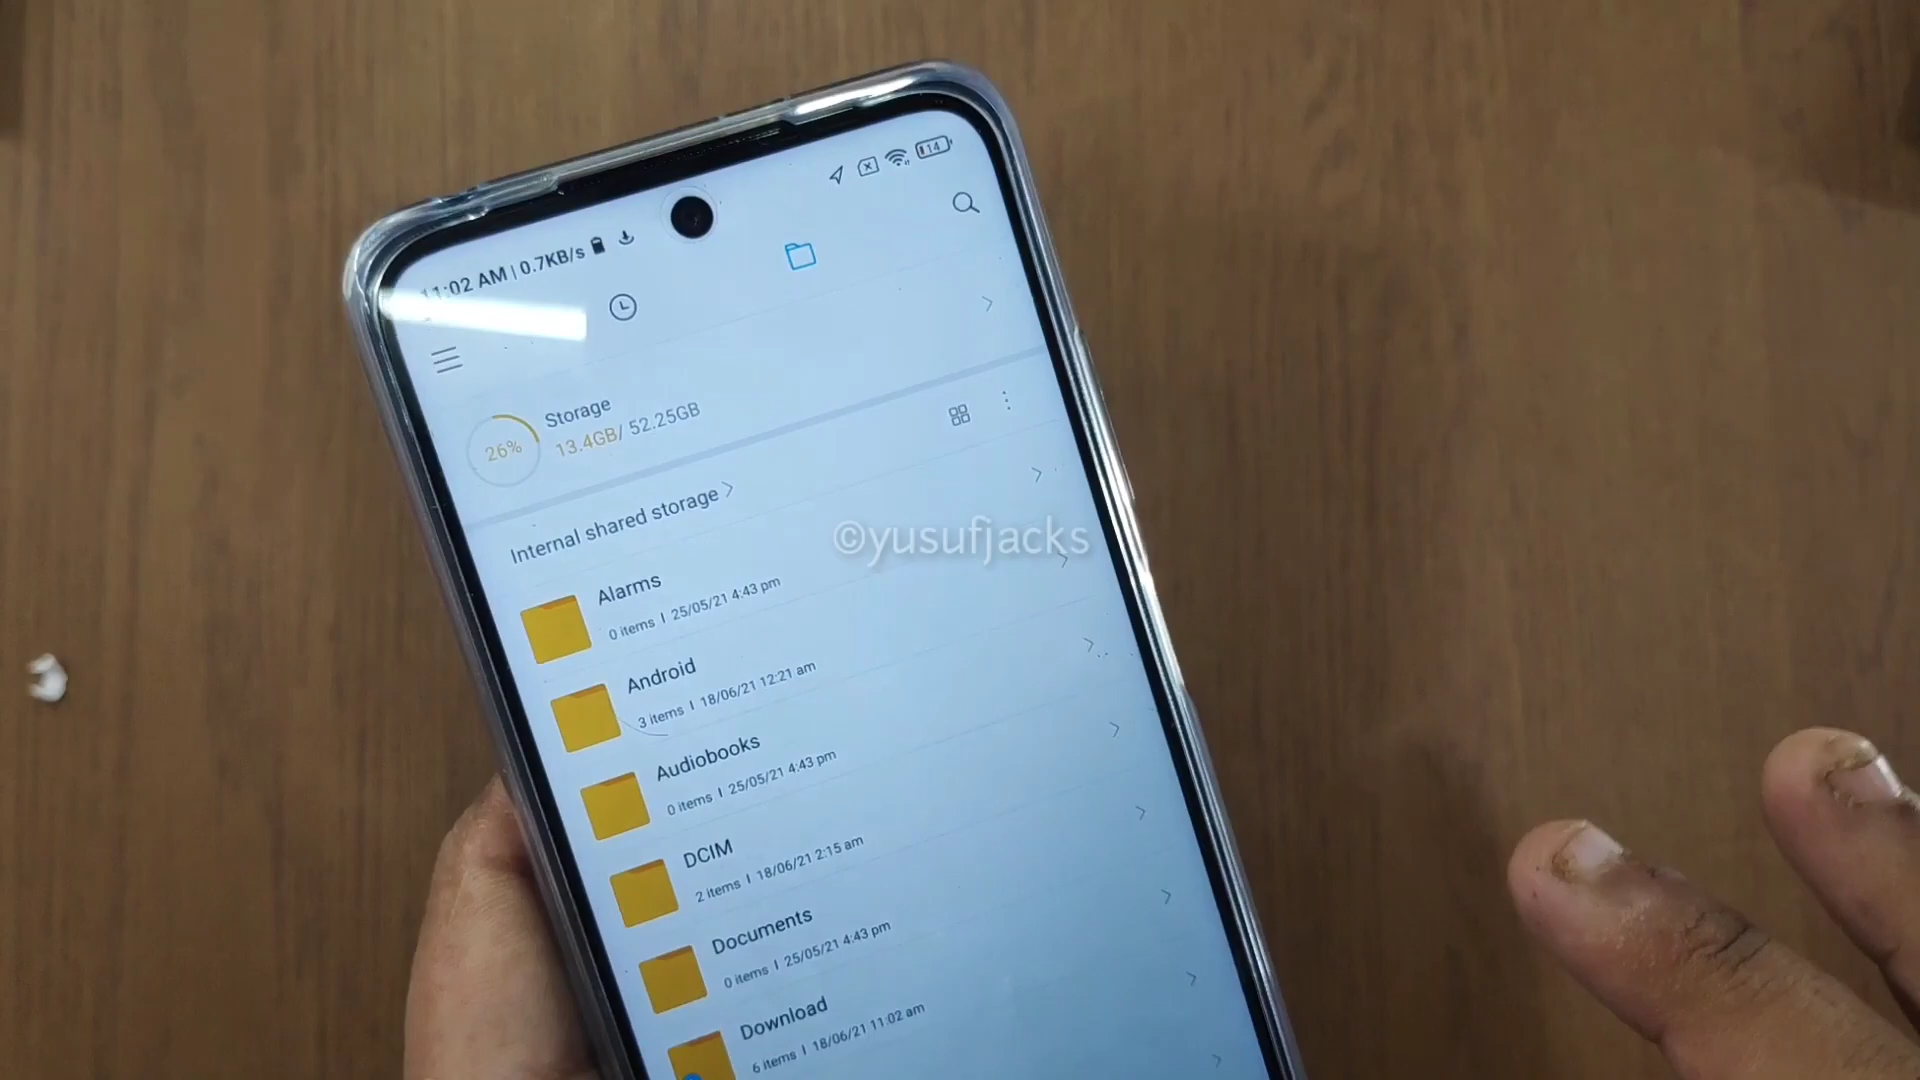 11:02 AM | 0.7KB/s
14
26%
Storage
13.4GB/ 52.25GB
Internal shared storage >
©yusufjacks
Alarms
0 items | 25/05/21 4:43 pm
Android
3 items | 18/06/21 12:21 am
Audiobooks
0 items | 25/05/21 4:43 pm
DCIM
2 items | 18/06/21 2:15 am
Documents
0 items | 25/05/21 4:43 pm
Download
6 items | 18/06/21 11:02 am